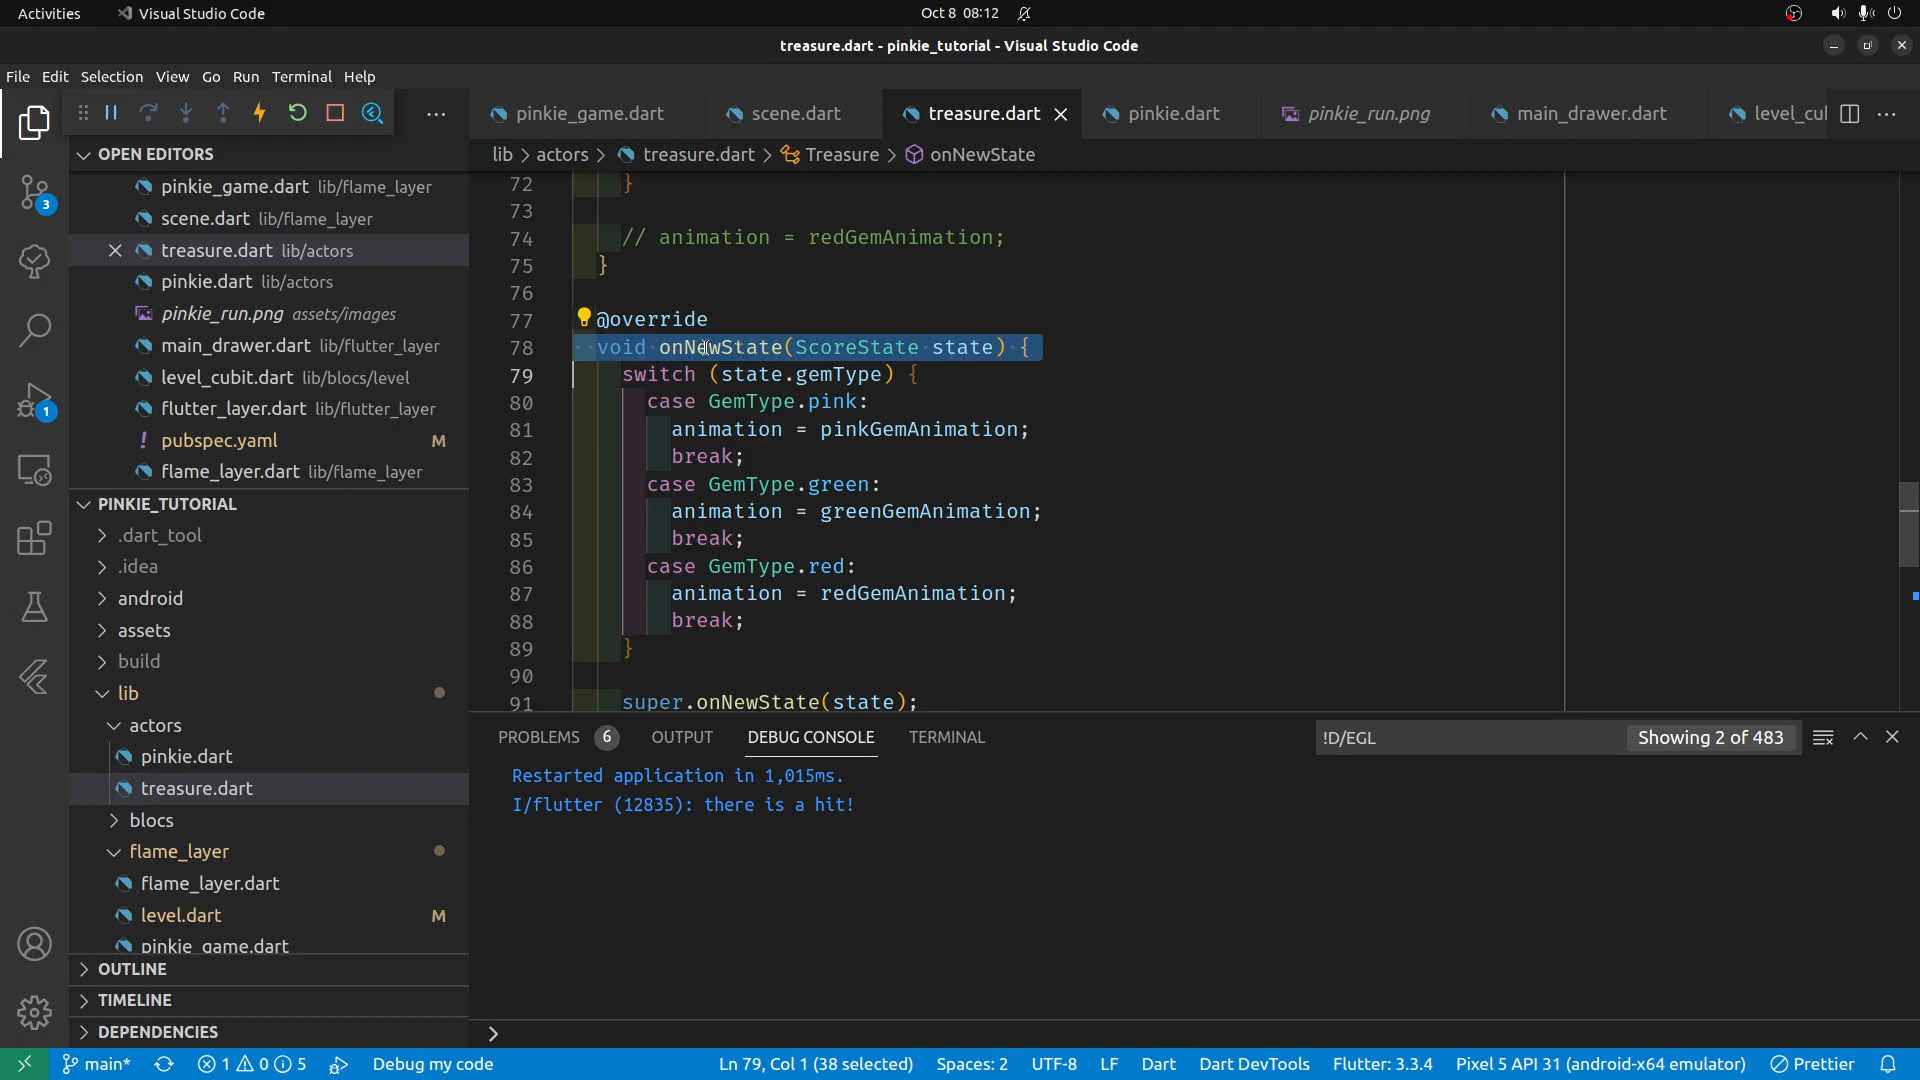 Activities Visual Studio Code Oct 8 08:12
treasure.dart - pinkie_tutorial - Visual Studio Code
File Edit Selection View Go Run Terminal Help
pinkie_game.dart scene.dart treasure.dart pinkie.dart pinkie_run.png main_drawer.dart level_cul
lib > actors > treasure.dart > Treasure > onNewState
OPEN EDITORS
pinkie_game.dart lib/flame_layer
scene.dart lib/flame_layer
treasure.dart lib/actors
pinkie.dart lib/actors
pinkie_run.png assets/images
main_drawer.dart lib/flutter_layer
level_cubit.dart lib/blocs/level
flutter_layer.dart lib/flutter_layer
! pubspec.yaml M
flame_layer.dart lib/flame_layer
PINKIE_TUTORIAL
.dart_tool
.idea
android
assets
build
lib
actors
pinkie.dart
treasure.dart
blocs
flame_layer
flame_layer.dart
level.dart M
pinkie_game.dart
OUTLINE
TIMELINE
DEPENDENCIES
3
1
72 }
73
74 // animation = redGemAnimation;
75 }
76
77 @override
78 void onNewState(ScoreState state) {
79 switch (state.gemType) {
80 case GemType.pink:
81 animation = pinkGemAnimation;
82 break;
83 case GemType.green:
84 animation = greenGemAnimation;
85 break;
86 case GemType.red:
87 animation = redGemAnimation;
88 break;
89 }
90
91 super.onNewState(state);
PROBLEMS 6 OUTPUT DEBUG CONSOLE TERMINAL !D/EGL Showing 2 of 483
Restarted application in 1,015ms.
I/flutter (12835): there is a hit!
>
main* 1 0 5 Debug my code Ln 79, Col 1 (38 selected) Spaces: 2 UTF-8 LF Dart Dart DevTools Flutter: 3.3.4 Pixel 5 API 31 (android-x64 emulator) Prettier